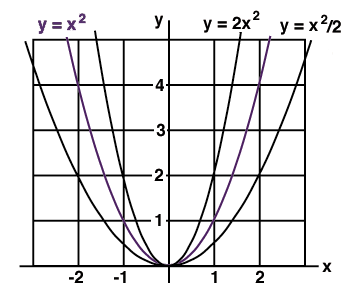 y = x²
y
y = 2x²
y = x²/2
4
3
2
1
-2
-1
1
2
x